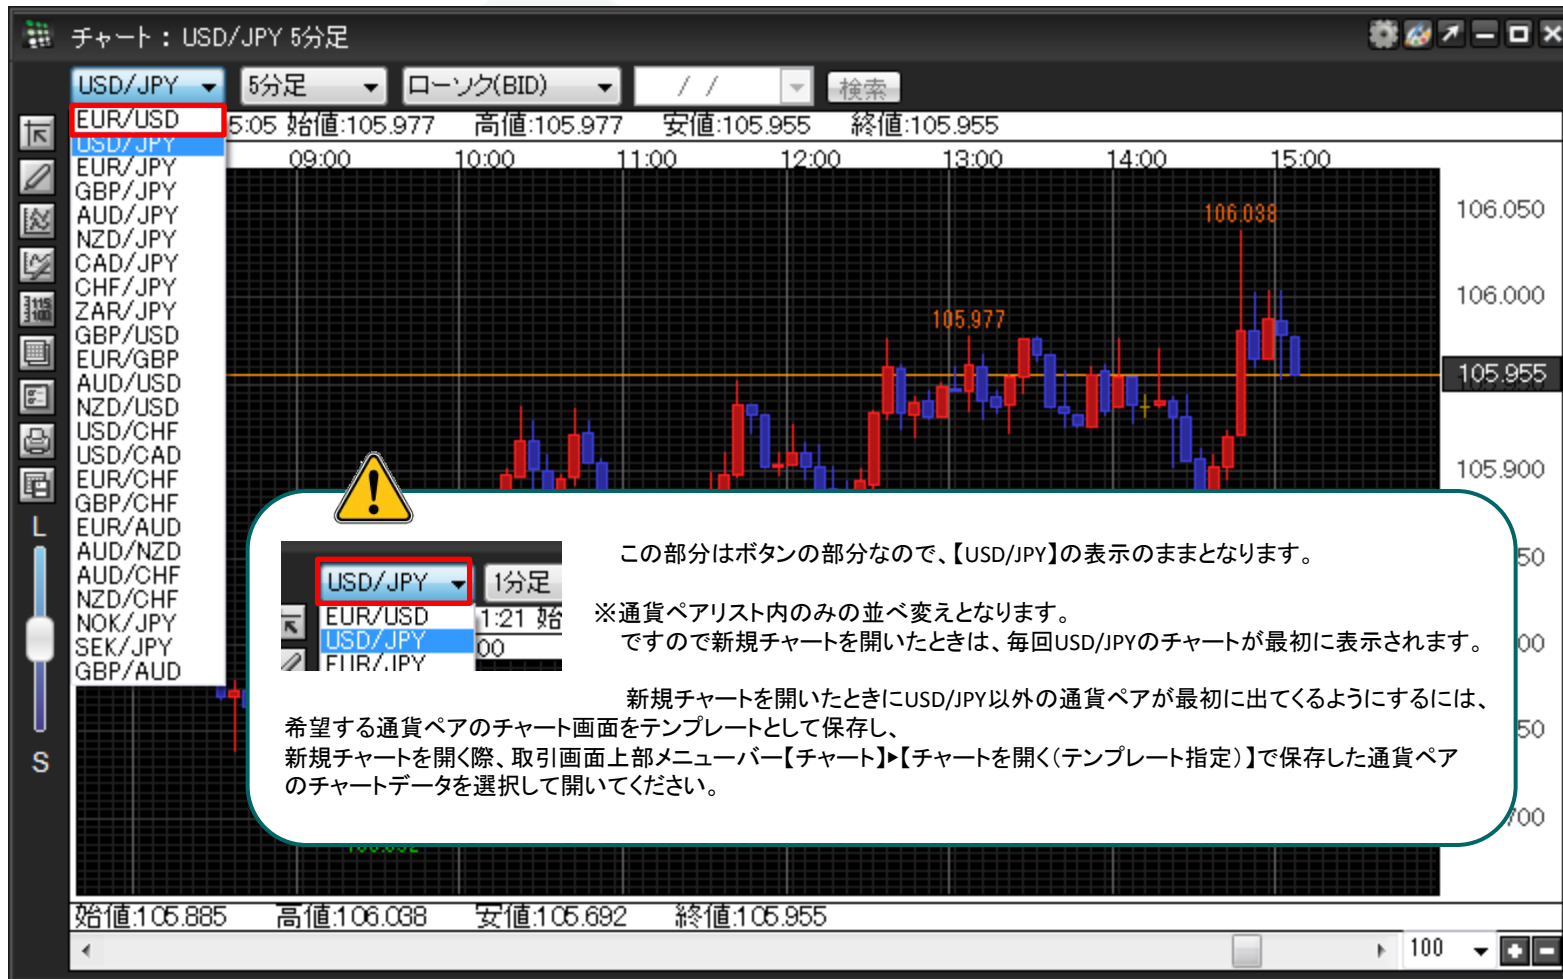 チャート：USD/JPY 5分足
USD/JPY 5分足 ローソク(BID) / / 検索
5:05 始値:105.977 高値:105.977 安値:105.955 終値:105.955
09:00 10:00 11:00 12:00 13:00 14:00 15:00
EUR/USD
USD/JPY
EUR/JPY
GBP/JPY
AUD/JPY
NZD/JPY
CAD/JPY
CHF/JPY
ZAR/JPY
GBP/USD
EUR/GBP
AUD/USD
NZD/USD
USD/CHF
USD/CAD
EUR/CHF
GBP/CHF
EUR/AUD
AUD/NZD
AUD/CHF
NZD/CHF
NOK/JPY
SEK/JPY
GBP/AUD
L
S
115
100
106.038
105.977
106.050
106.000
105.955
105.900
50
00
50
700
USD/JPY 1分足
EUR/USD 1:21 始
USD/JPY 00
EUR/JPY
この部分はボタンの部分なので、【USD/JPY】の表示のままとなります。
※通貨ペアリスト内のみの並べ変えとなります。
ですので新規チャートを開いたときは、毎回USD/JPYのチャートが最初に表示されます。
新規チャートを開いたときにUSD/JPY以外の通貨ペアが最初に出てくるようにするには、
希望する通貨ペアのチャート画面をテンプレートとして保存し、
新規チャートを開く際、取引画面上部メニューバー【チャート】▶【チャートを開く（テンプレート指定）】で保存した通貨ペア
のチャートデータを選択して開いてください。
始値:105.885 高値:106.038 安値:105.692 終値:105.955
100